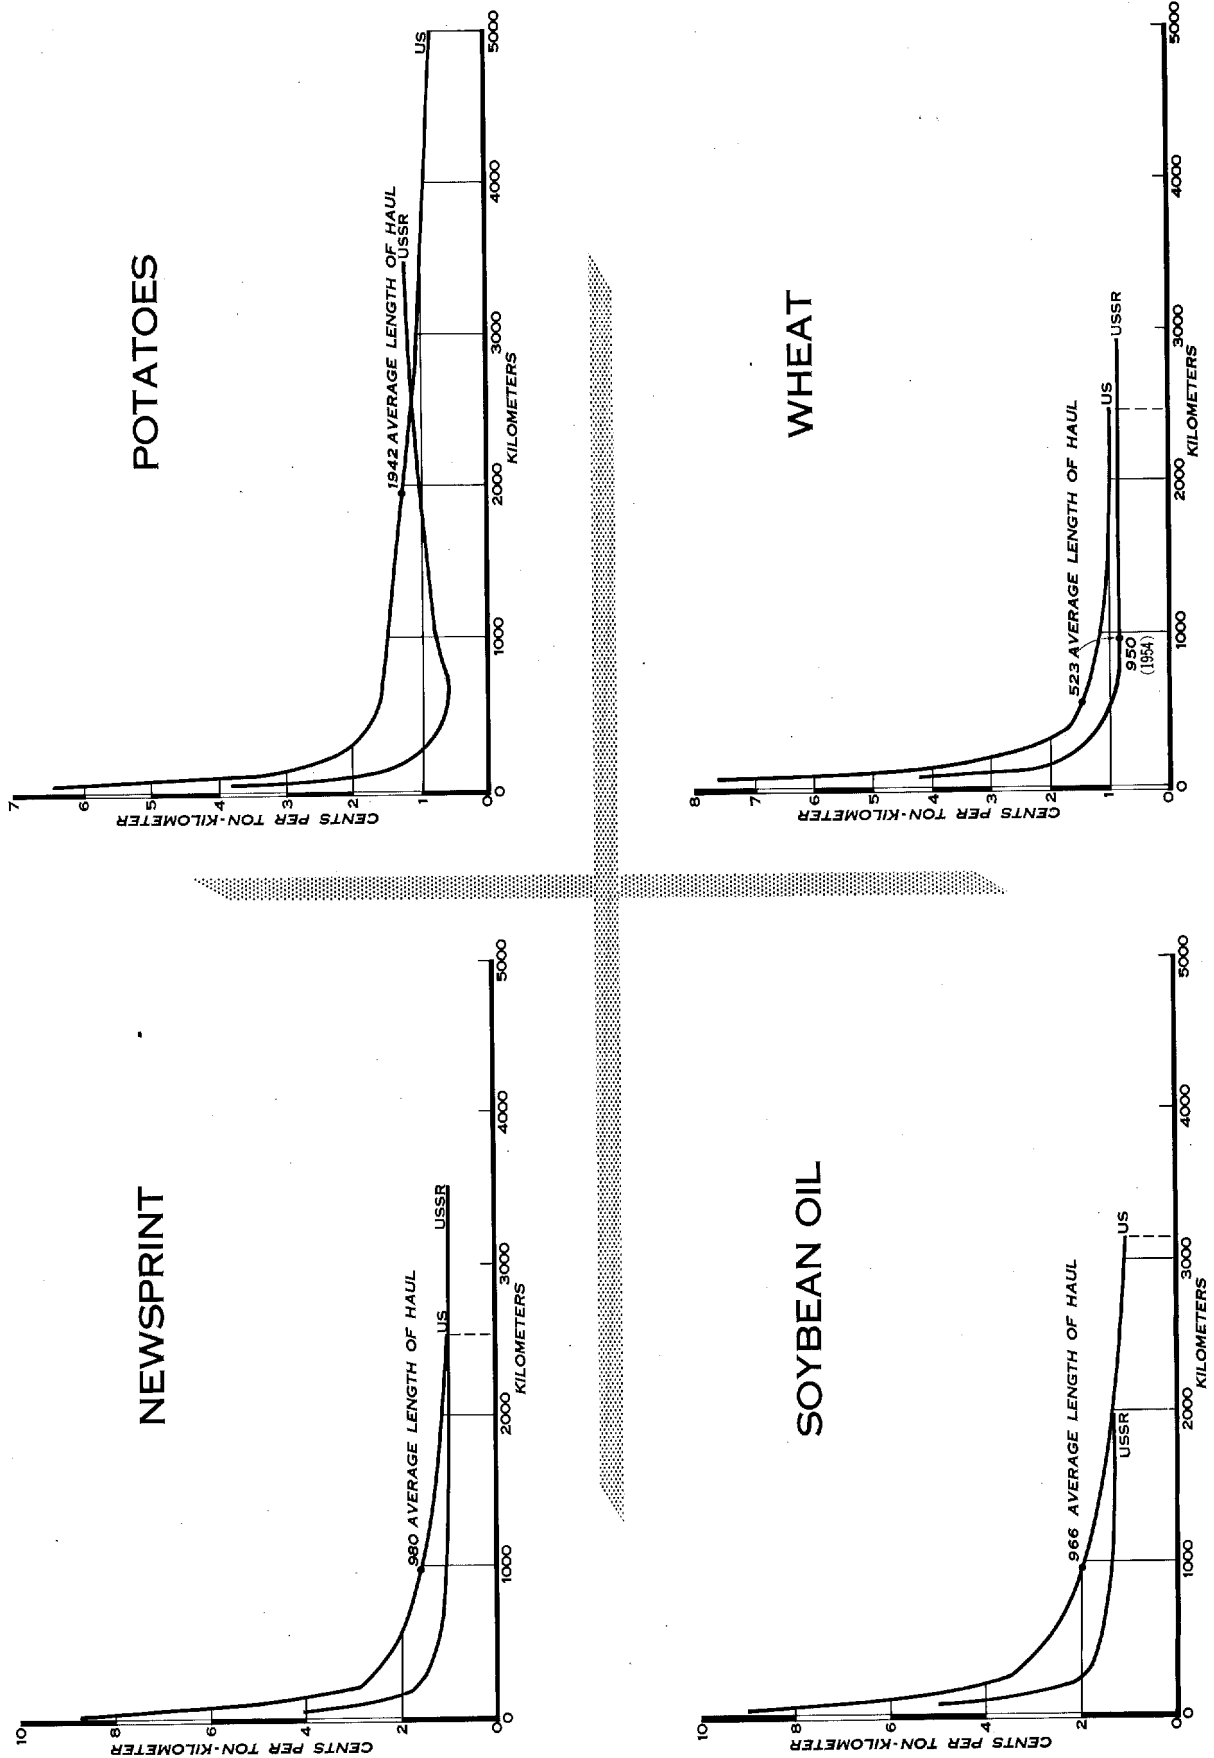 NEWSPRINT
CENTS PER TON-KILOMETER
10
8
6
4
2
0
980 AVERAGE LENGTH OF HAUL
US
USSR
1000
2000
3000
4000
5000
KILOMETERS
POTATOES
CENTS PER TON-KILOMETER
7
6
5
4
3
2
1
0
1942 AVERAGE LENGTH OF HAUL
USSR
US
1000
2000
3000
4000
5000
KILOMETERS
SOYBEAN OIL
CENTS PER TON-KILOMETER
10
8
6
4
2
0
966 AVERAGE LENGTH OF HAUL
USSR
US
1000
2000
3000
4000
5000
KILOMETERS
WHEAT
CENTS PER TON-KILOMETER
8
7
6
5
4
3
2
1
0
523 AVERAGE LENGTH OF HAUL
950
(1954)
US
USSR
1000
2000
3000
4000
5000
KILOMETERS